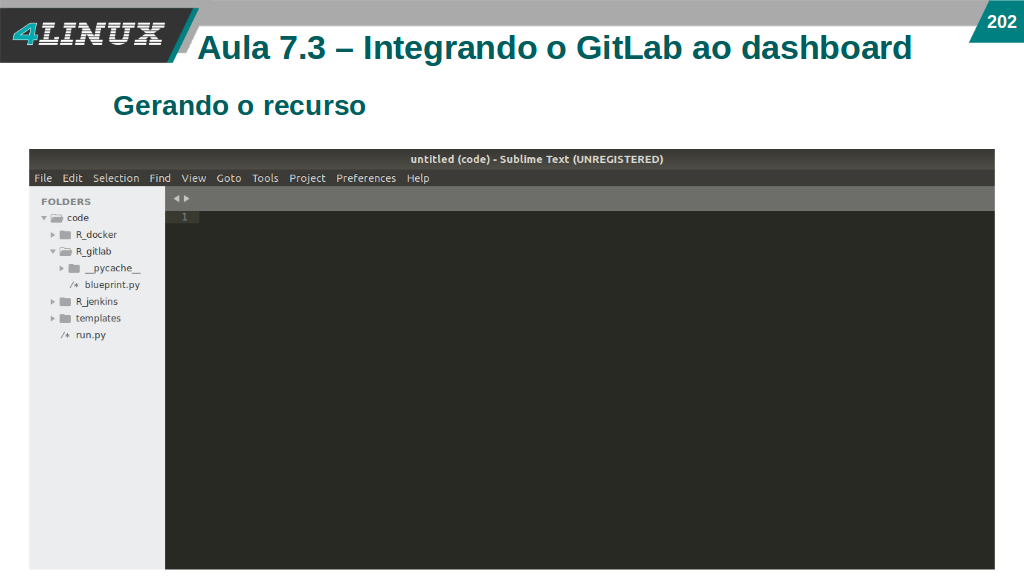 4LINUX
202
Aula 7.3 – Integrando o GitLab ao dashboard
Gerando o recurso
untitled (code) - Sublime Text (UNREGISTERED)
File Edit Selection Find View Goto Tools Project Preferences Help
FOLDERS
code
R_docker
R_gitlab
__pycache__
/* blueprint.py
R_jenkins
templates
/* run.py
1